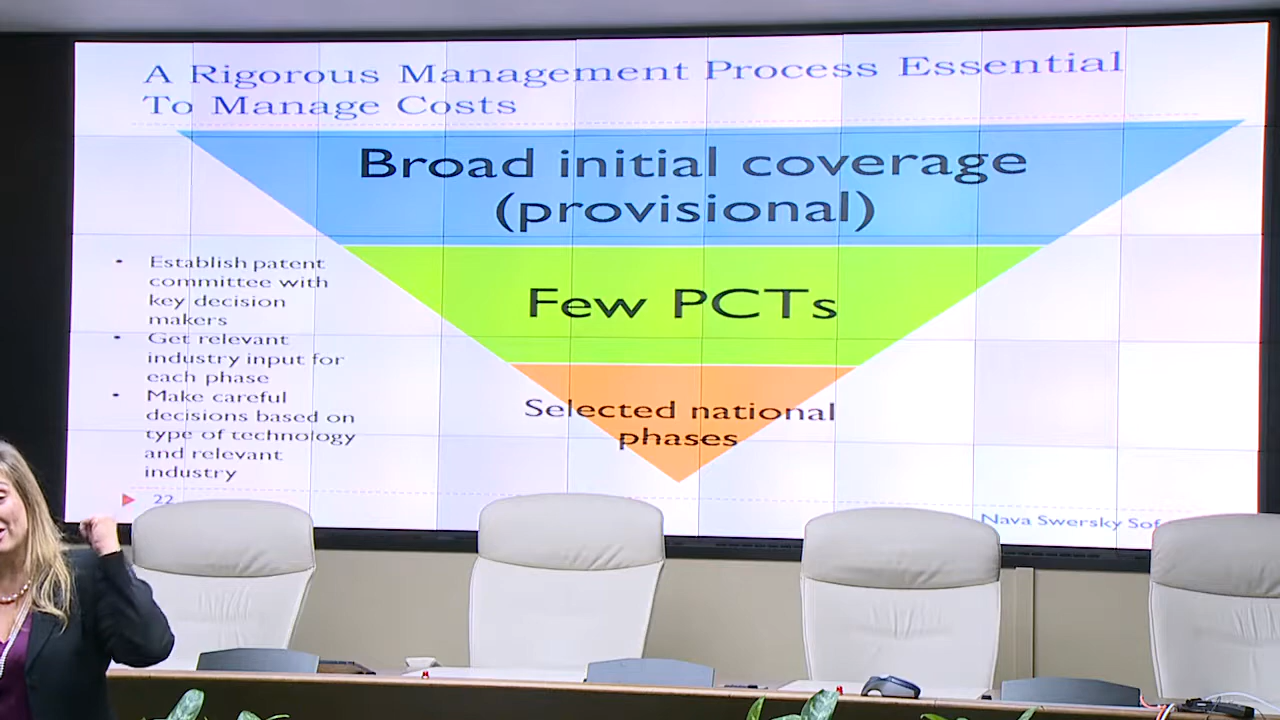 A Rigorous Management Process Essential
To Manage Costs
Broad initial coverage
(provisional)
Few PCTs
Selected national
phases
• Establish patent
committee with
key decision
makers
• Get relevant
industry input for
each phase
• Make careful
decisions based on
type of technology
and relevant
industry
22
Nava Swersky